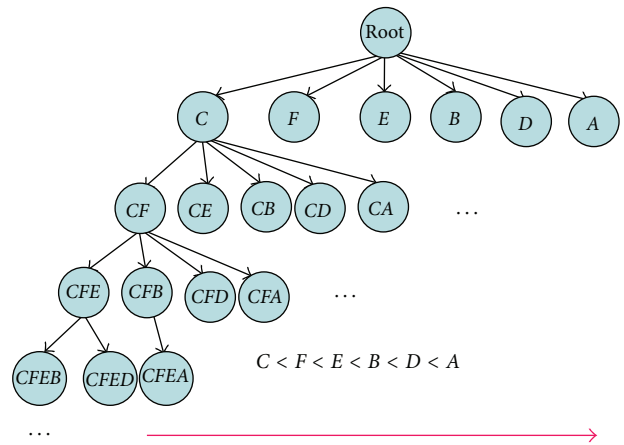 Root
C F E B D A
CF CE CB CD CA ...
CFE CFB CFD CFA ...
CFEB CFED CFEA
C < F < E < B < D < A
...